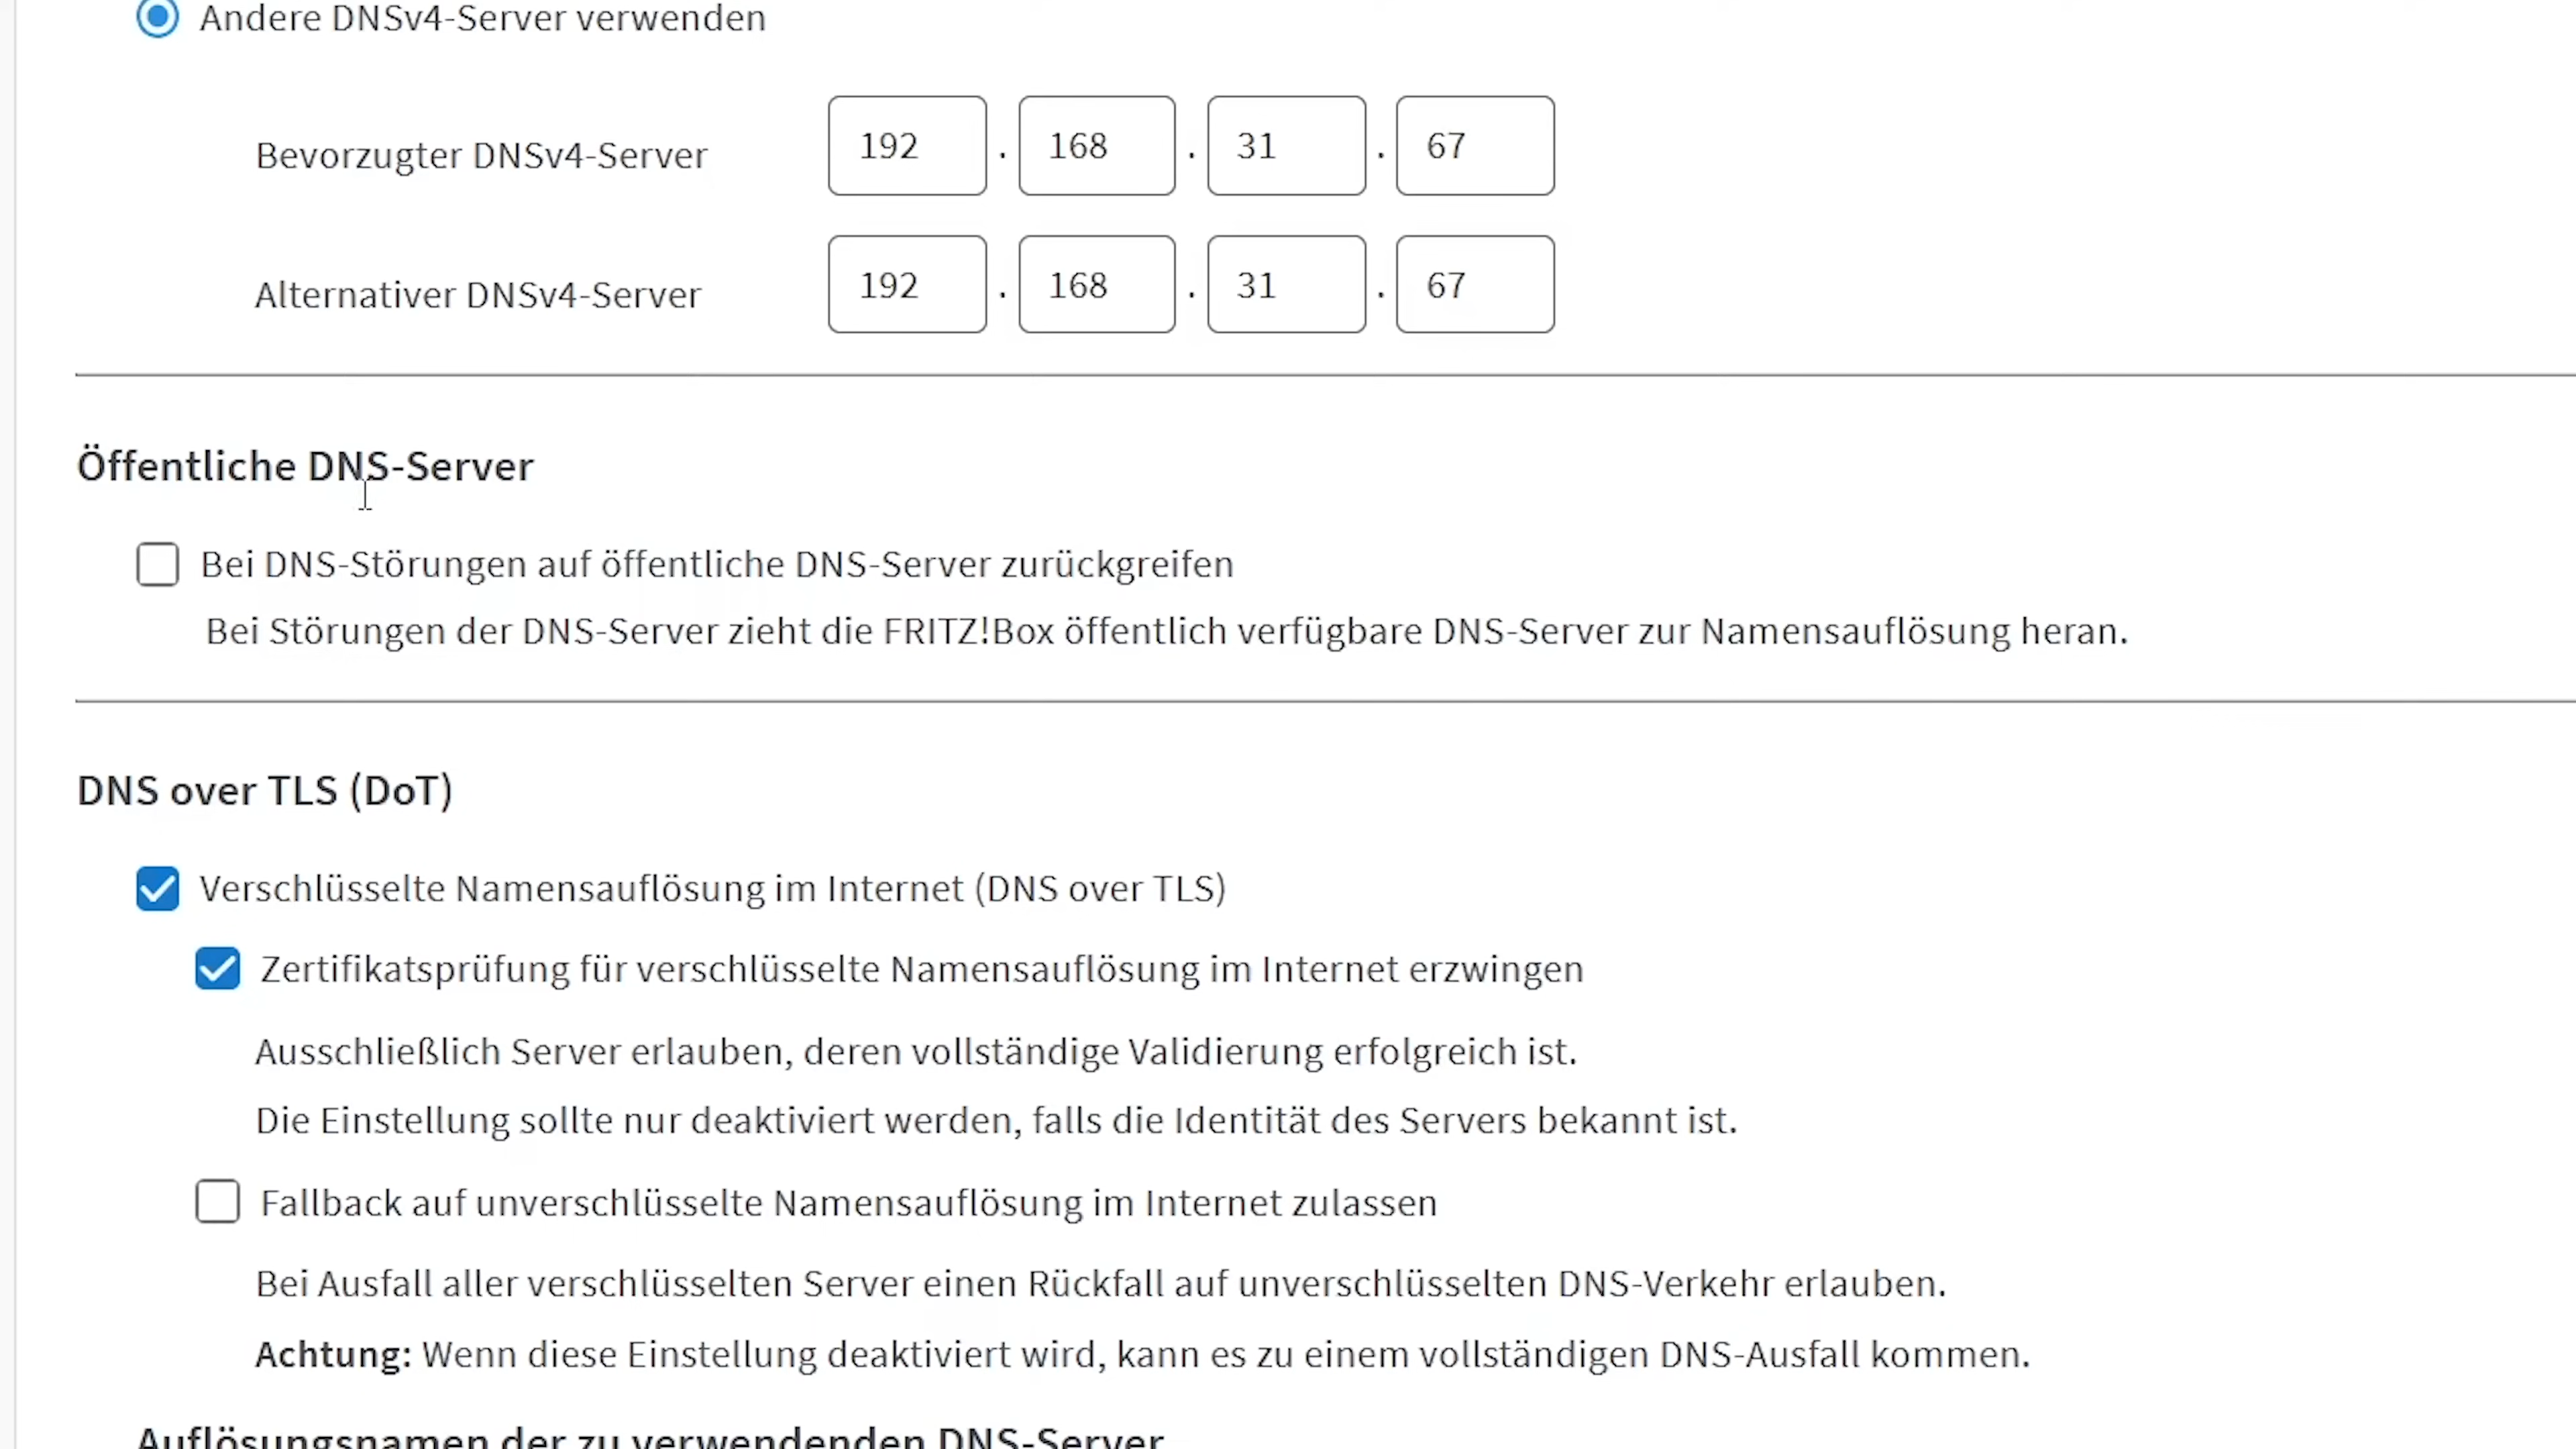 Andere DNSv4-Server verwenden
Bevorzugter DNSv4-Server 192 . 168 . 31 . 67
Alternativer DNSv4-Server 192 . 168 . 31 . 67
Öffentliche DNS-Server
Bei DNS-Störungen auf öffentliche DNS-Server zurückgreifen
Bei Störungen der DNS-Server zieht die FRITZ!Box öffentlich verfügbare DNS-Server zur Namensauflösung heran.
DNS over TLS (DoT)
Verschlüsselte Namensauflösung im Internet (DNS over TLS)
Zertifikatsprüfung für verschlüsselte Namensauflösung im Internet erzwingen
Ausschließlich Server erlauben, deren vollständige Validierung erfolgreich ist.
Die Einstellung sollte nur deaktiviert werden, falls die Identität des Servers bekannt ist.
Fallback auf unverschlüsselte Namensauflösung im Internet zulassen
Bei Ausfall aller verschlüsselten Server einen Rückfall auf unverschlüsselten DNS-Verkehr erlauben.
Achtung: Wenn diese Einstellung deaktiviert wird, kann es zu einem vollständigen DNS-Ausfall kommen.
Auflösungsnamen der zu verwendenden DNS-Server